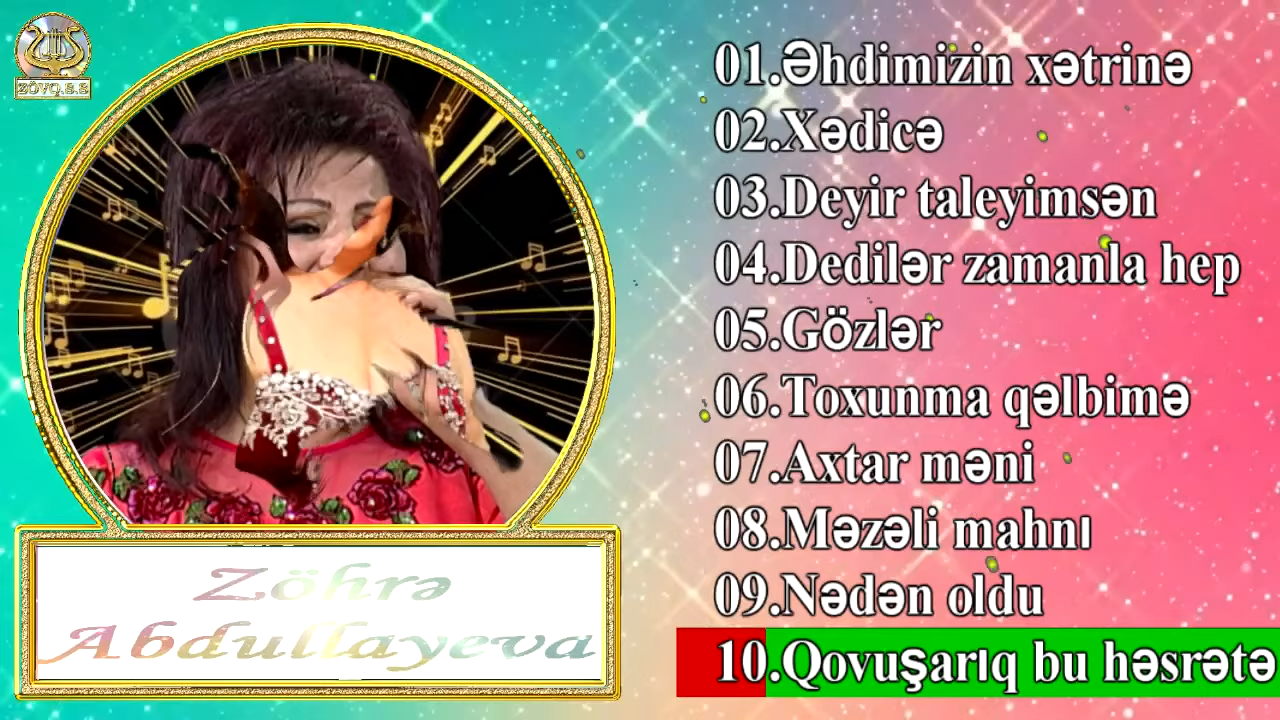 ZÖVQ.S.S
Zöhrə
Abdullayeva
01.Əhdimizin xətrinə
02.Xədicə
03.Deyir taleyimsən
04.Dedilər zamanla hep
05.Gözlər
06.Toxunma qəlbimə
07.Axtar məni
08.Məzəli mahnı
09.Nədən oldu
10.Qovuşarıq bu həsrətə